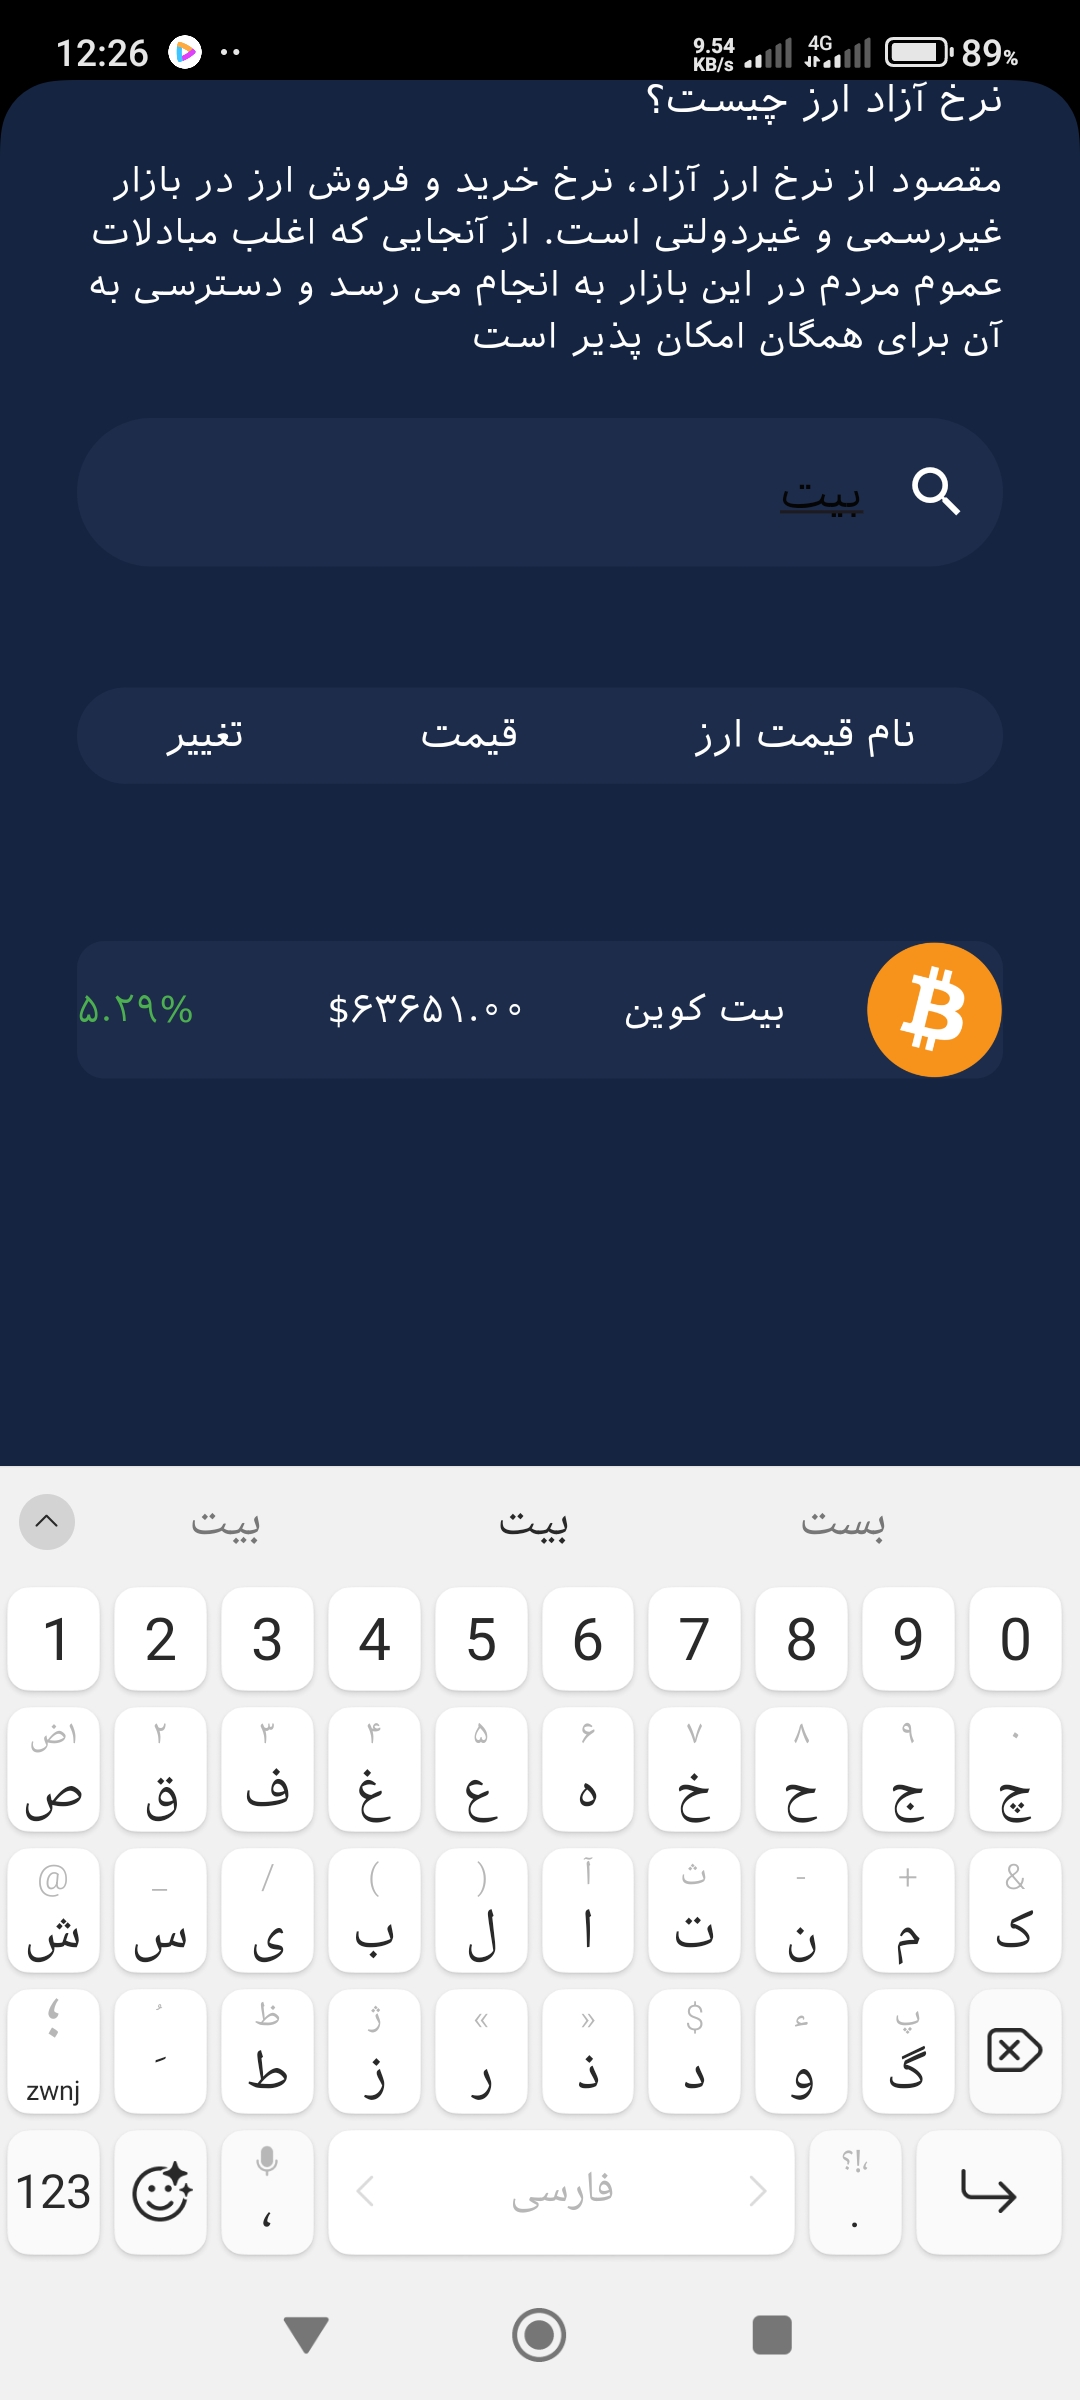 12:26
9.54 KB/s 4G 89%
نرخ آزاد ارز چیست؟
مقصود از نرخ ارز آزاد، نرخ خرید و فروش ارز در بازار
غیررسمی و غیردولتی است. از آنجایی که اغلب مبادلات
عموم مردم در این بازار به انجام می رسد و دسترسی به
آن برای همگان امکان پذیر است
بیت
نام قیمت ارز قیمت تغییر
بیت کوین $۶۳۶۵۱.۰۰ ۵.۲۹%
بیت بیت بست
1 2 3 4 5 6 7 8 9 0
۱ض ۲ ۳ ۴ ۵ ۶ ۷ ۸ ۹ ۰
ص ق ف غ ع ه خ ح ج چ
@ _ / ( ) آ ث - + &
ش س ی ب ل ا ت ن م ک
؛ ُ ظ ژ « » $ ء پ
zwnj َ ط ز ر ذ د و گ
،!؟
123 ، فارسی .